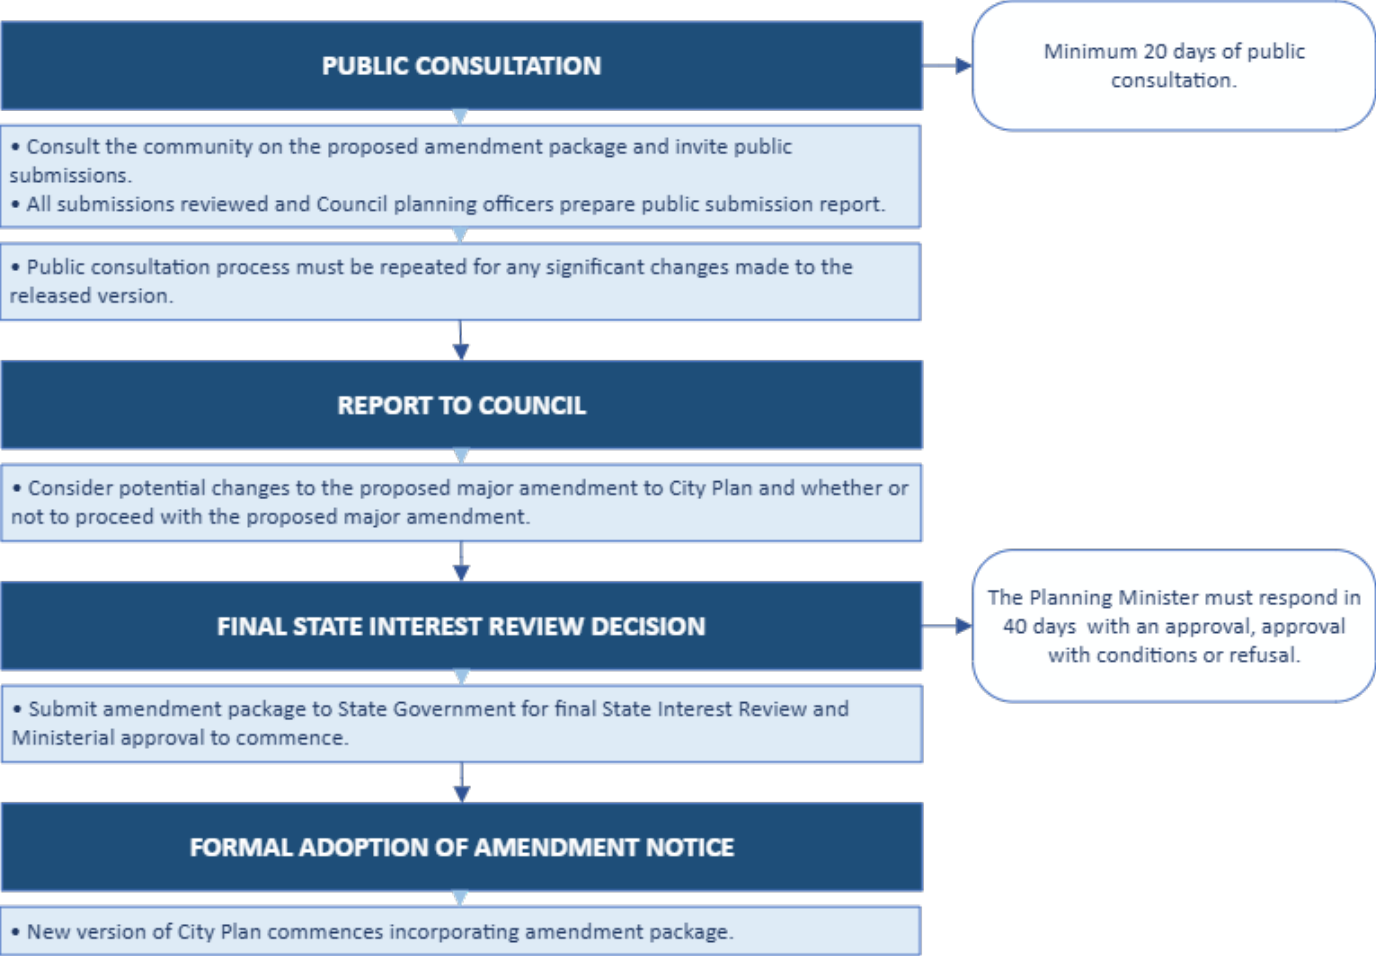 PUBLIC CONSULTATION
Minimum 20 days of public
consultation.
• Consult the community on the proposed amendment package and invite public
submissions.
• All submissions reviewed and Council planning officers prepare public submission report.
• Public consultation process must be repeated for any significant changes made to the
released version.
REPORT TO COUNCIL
• Consider potential changes to the proposed major amendment to City Plan and whether or
not to proceed with the proposed major amendment.
FINAL STATE INTEREST REVIEW DECISION
The Planning Minister must respond in
40 days  with an approval, approval
with conditions or refusal.
• Submit amendment package to State Government for final State Interest Review and
Ministerial approval to commence.
FORMAL ADOPTION OF AMENDMENT NOTICE
• New version of City Plan commences incorporating amendment package.